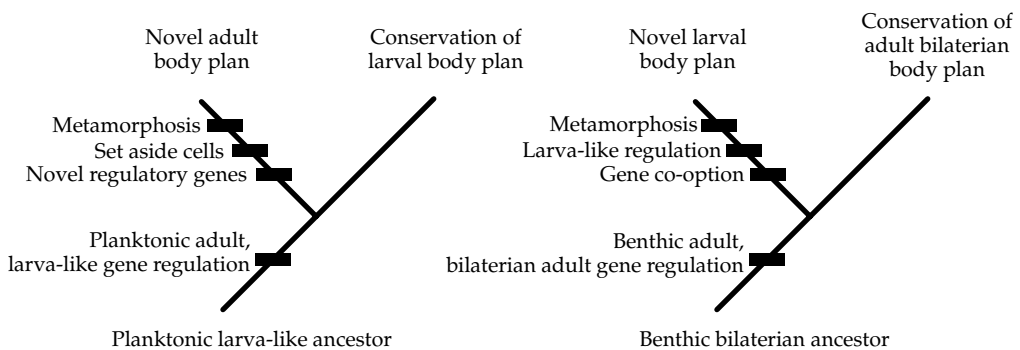 Novel adult
body plan
Conservation of
larval body plan
Metamorphosis
Set aside cells
Novel regulatory genes
Planktonic adult,
larva-like gene regulation
Planktonic larva-like ancestor
Novel larval
body plan
Conservation of
adult bilaterian
body plan
Metamorphosis
Larva-like regulation
Gene co-option
Benthic adult,
bilaterian adult gene regulation
Benthic bilaterian ancestor